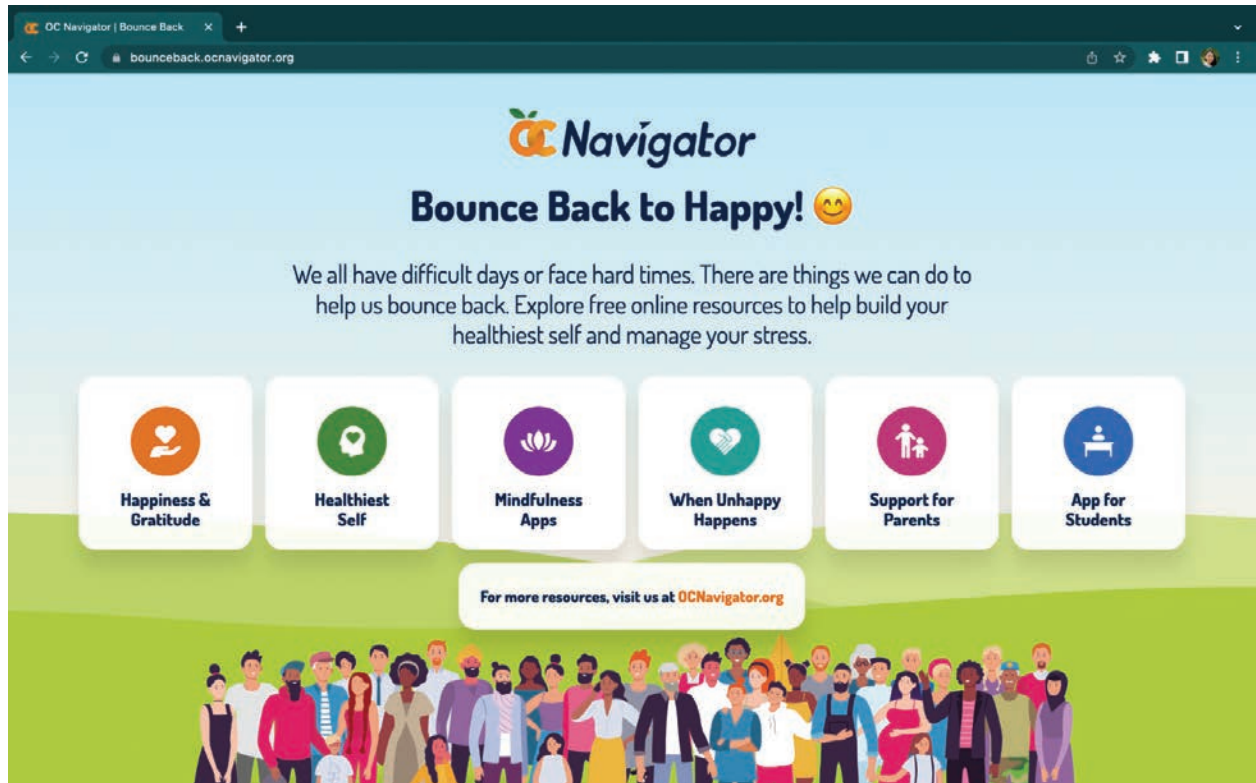 OC Navigator | Bounce Back
bounceback.ocnavigator.org
OC Navigator
Bounce Back to Happy! 😊
We all have difficult days or face hard times. There are things we can do to
help us bounce back. Explore free online resources to help build your
healthiest self and manage your stress.
Happiness &
Gratitude
Healthiest
Self
Mindfulness
Apps
When Unhappy
Happens
Support for
Parents
App for
Students
For more resources, visit us at OCNavigator.org